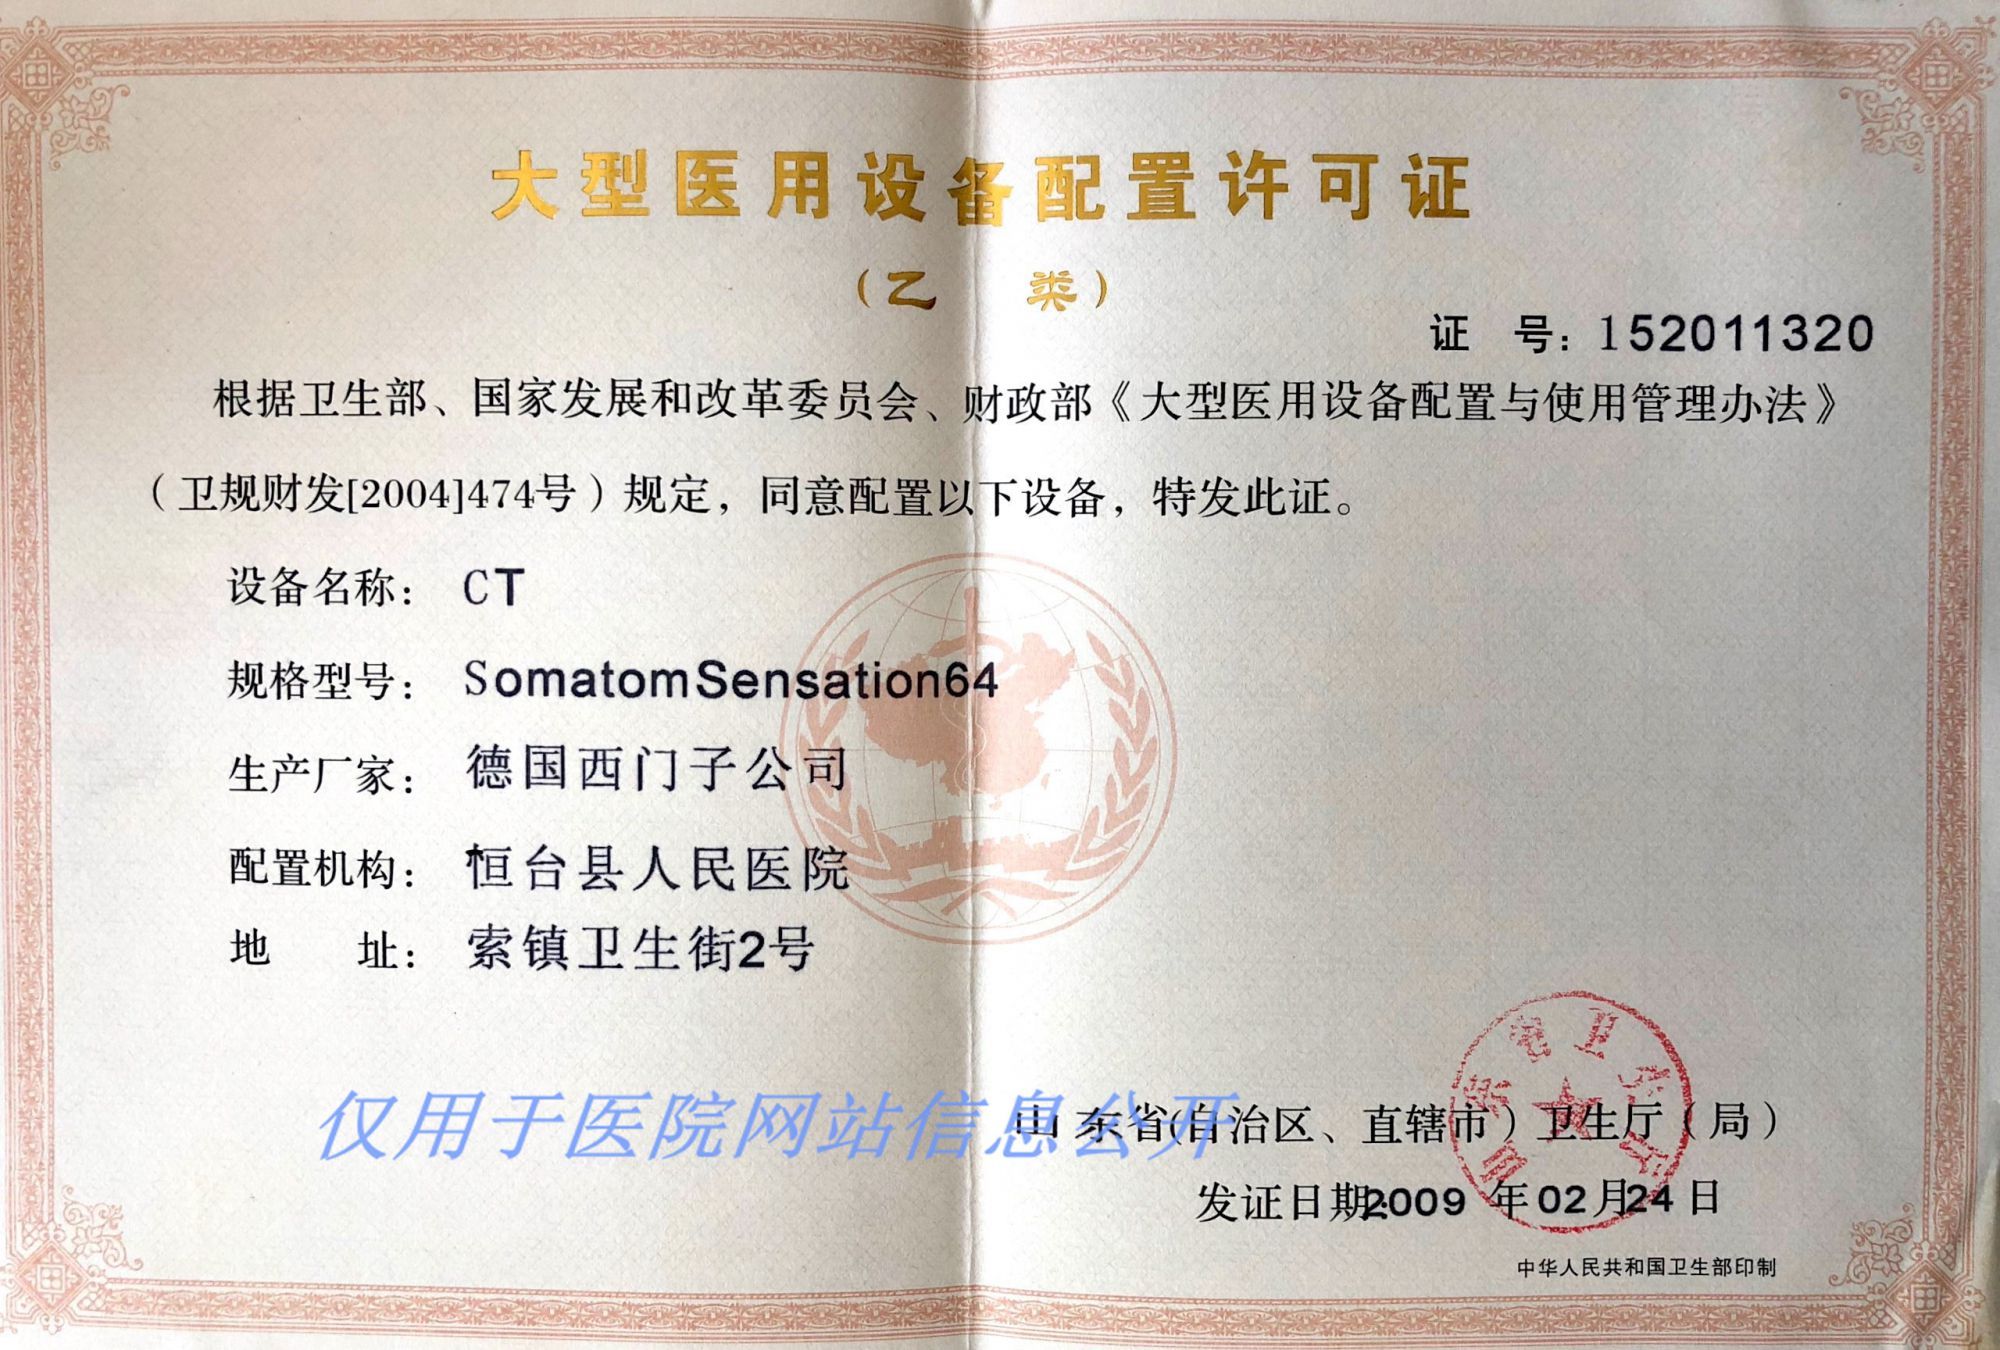 大型医用设备配置许可证
（乙 类）
证 号：152011320
根据卫生部、国家发展和改革委员会、财政部《大型医用设备配置与使用管理办法》
（卫规财发[2004]474号）规定，同意配置以下设备，特发此证。
设备名称： CT
规格型号： SomatomSensation64
生产厂家： 德国西门子公司
配置机构： 桓台县人民医院
地 址： 索镇卫生街2号
仅用于医院网站信息公开
山东省(自治区、直辖市）卫生厅（局）
山东省卫生厅
发证日期：2009 年02月24日
中华人民共和国卫生部印制